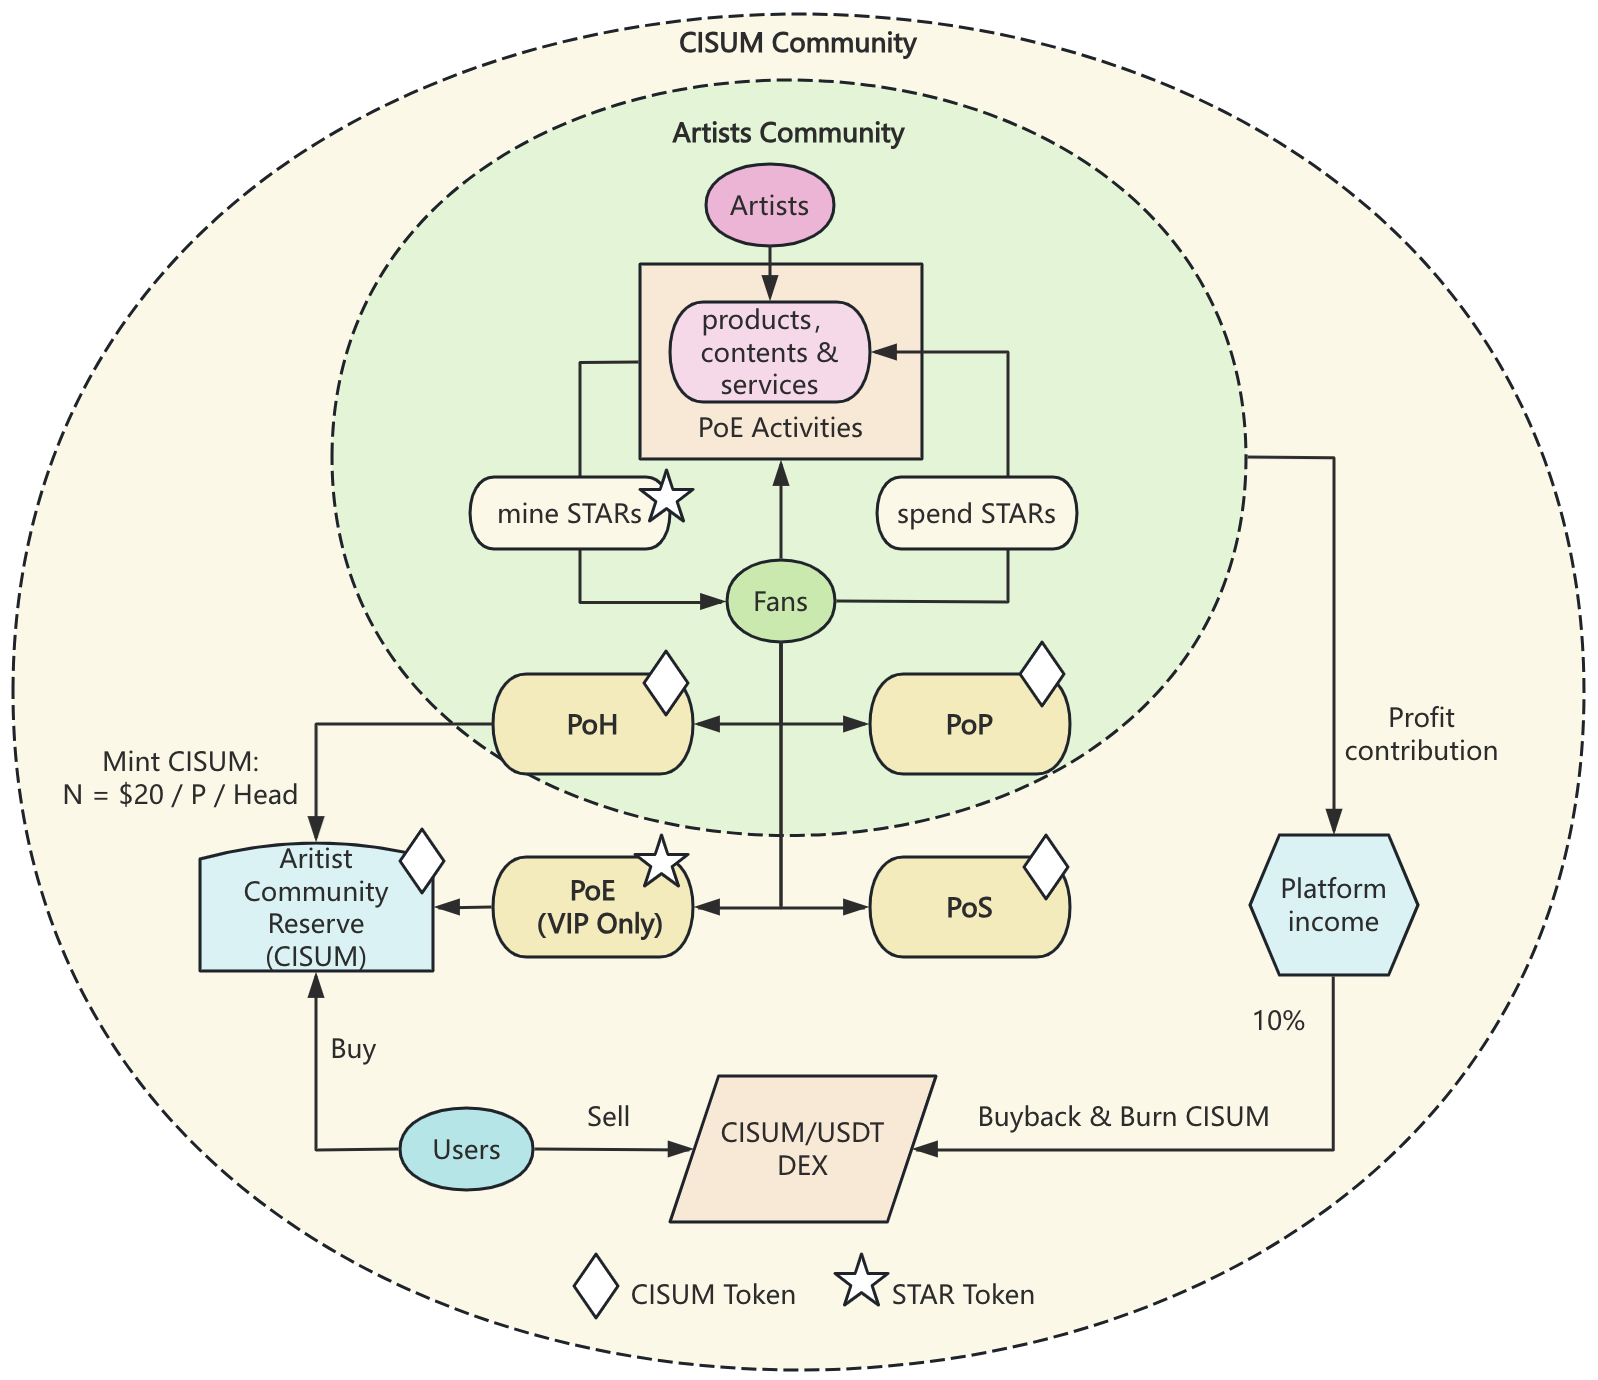 CISUM Community
Artists Community
Artists
products,
contents &
services
PoE Activities
mine STARs
spend STARs
Fans
PoH
PoP
Mint CISUM:
N = $20 / P / Head
Profit
contribution
Aritist
Community
Reserve
(CISUM)
PoE
(VIP Only)
PoS
Platform
income
10%
Buy
Users
Sell
CISUM/USDT
DEX
Buyback & Burn CISUM
CISUM Token
STAR Token